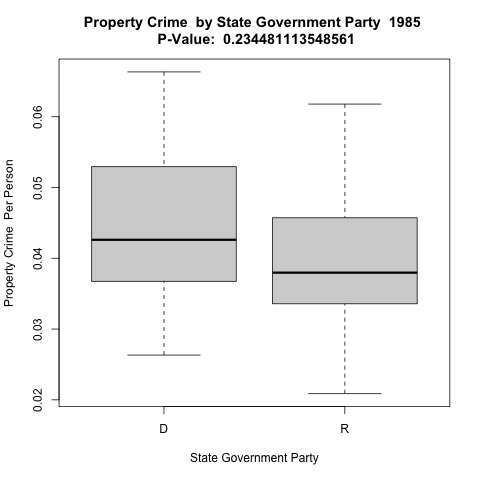 Property Crime  by State Government Party  1985
P-Value:  0.234481113548561
Property Crime  Per Person
0.06
0.05
0.04
0.03
0.02
D
R
State Government Party